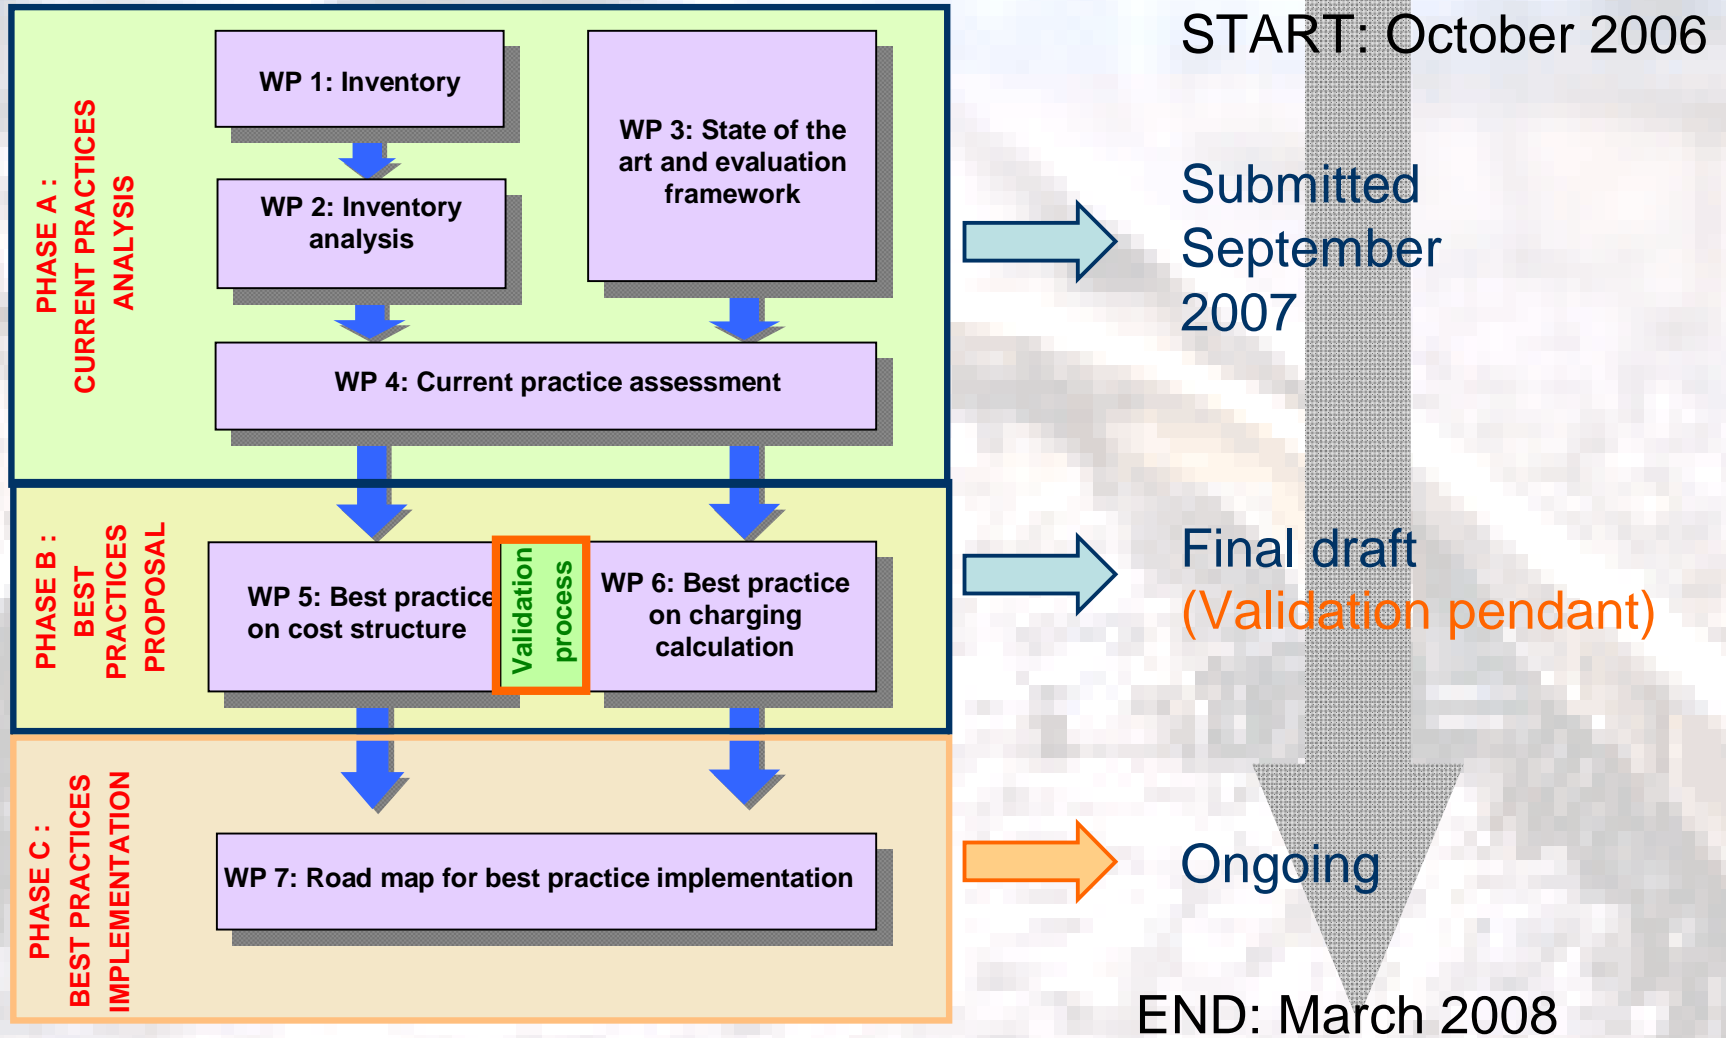 START: October 2006
PHASE A :
CURRENT PRACTICES
ANALYSIS
WP 1: Inventory
WP 2: Inventory
analysis
WP 3: State of the
art and evaluation
framework
WP 4: Current practice assessment
Submitted
September
2007
PHASE B :
BEST
PRACTICES
PROPOSAL
WP 5: Best practice
on cost structure
Validation
process
WP 6: Best practice
on charging
calculation
Final draft
(Validation pendant)
PHASE C :
BEST PRACTICES
IMPLEMENTATION
WP 7: Road map for best practice implementation
Ongoing
END: March 2008